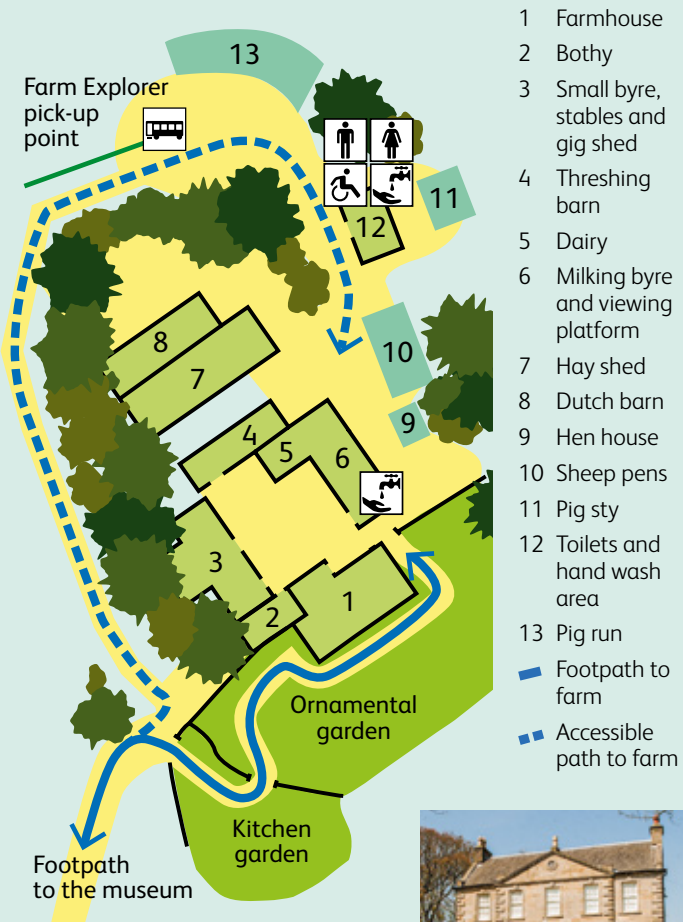 13
Farm Explorer
pick-up
point
11
12
8
7
10
9
4
5
6
3
2
1
Ornamental
garden
Kitchen
garden
Footpath
to the museum
1 Farmhouse
2 Bothy
3 Small byre,
stables and
gig shed
4 Threshing
barn
5 Dairy
6 Milking byre
and viewing
platform
7 Hay shed
8 Dutch barn
9 Hen house
10 Sheep pens
11 Pig sty
12 Toilets and
hand wash
area
13 Pig run
Footpath to
farm
Accessible
path to farm